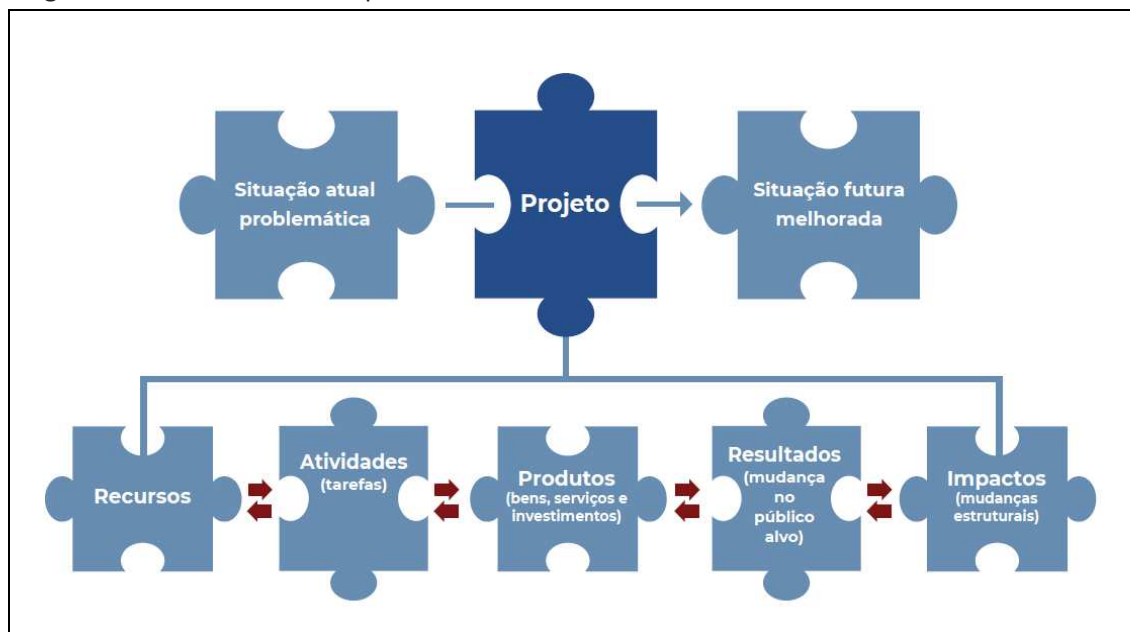 Situação atual
problemática
Projeto
Situação futura
melhorada
Recursos
Atividades
(tarefas)
Produtos
(bens, serviços e
investimentos)
Resultados
(mudança
no
público
alvo)
Impactos
(mudanças
estruturais)